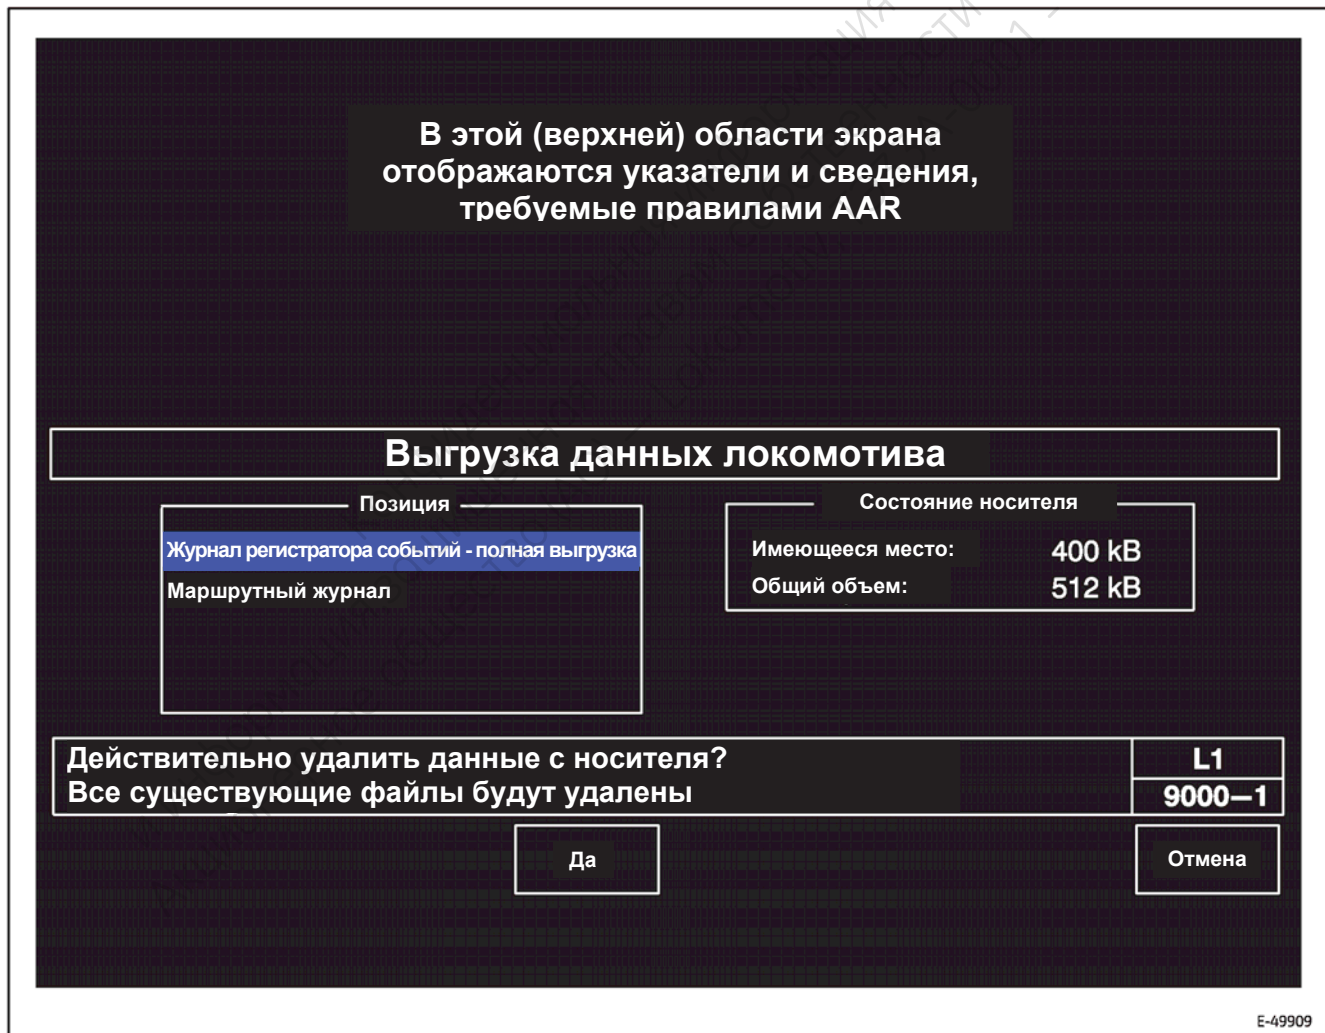 В этой (верхней) области экрана
отображаются указатели и сведения,
требуемые правилами AAR
Выгрузка данных локомотива
Позиция
Журнал регистратора событий - полная выгрузка
Маршрутный журнал
Состояние носителя
Имеющееся место: 400 kB
Общий объем: 512 kB
Действительно удалить данные с носителя?
Все существующие файлы будут удалены
L1
9000–1
Да
Отмена
E-49909